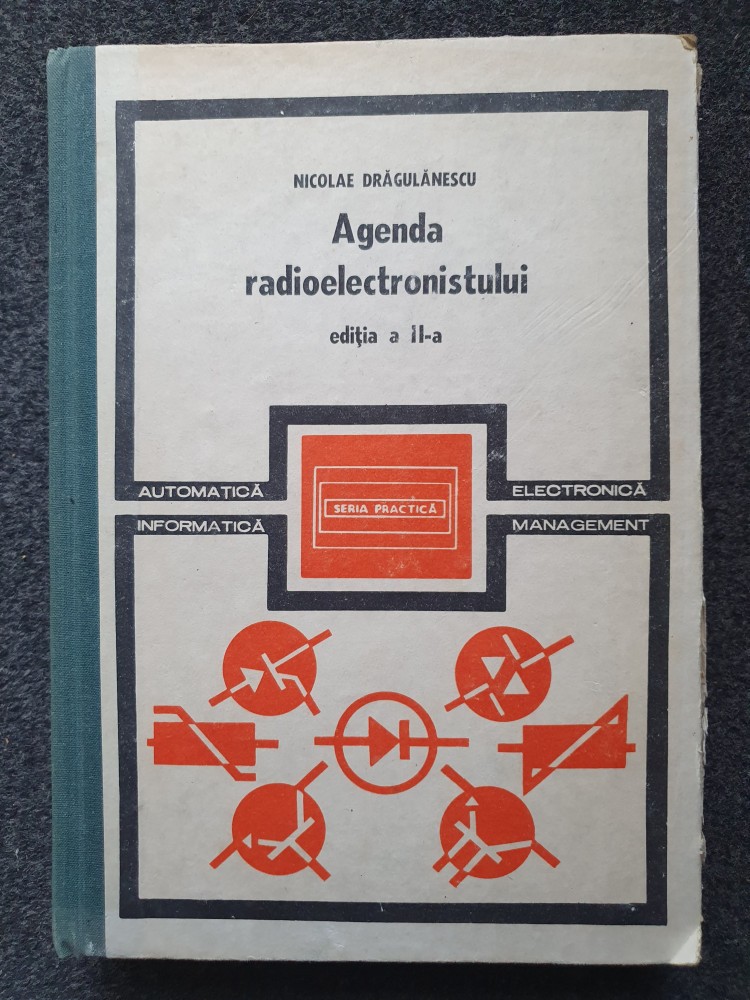 NICOLAE DRĂGULĂNESCU
Agenda
radioelectronistului
ediţia a II-a
AUTOMATICĂ
ELECTRONICĂ
SERIA PRACTICĂ
INFORMATICĂ
MANAGEMENT